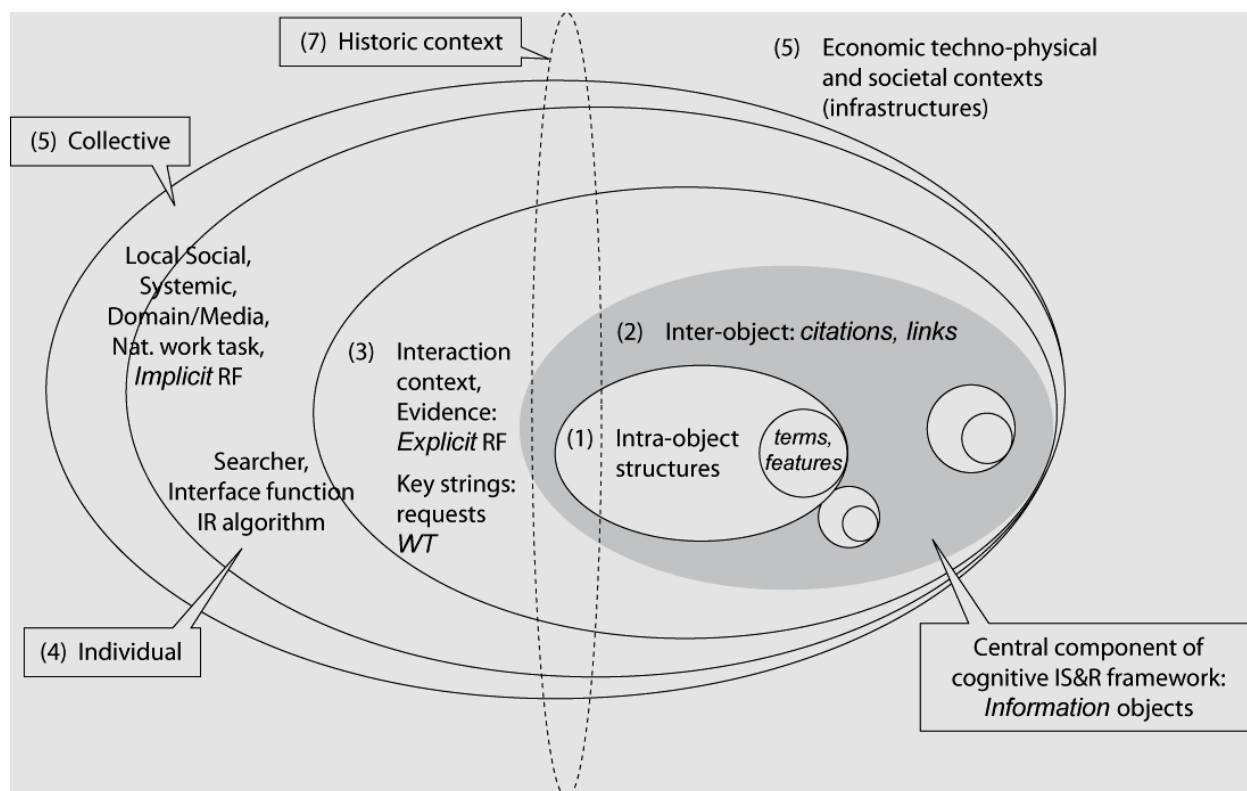 (7) Historic context
(5) Economic techno-physical
and societal contexts
(infrastructures)
(5) Collective
Local Social,
Systemic,
Domain/Media,
Nat. work task,
Implicit RF
(2) Inter-object: citations, links
(3) Interaction
context,
Evidence:
Explicit RF
Key strings:
requests
WT
(1) Intra-object
structures
terms,
features
Searcher,
Interface function
IR algorithm
(4) Individual
Central component of
cognitive IS&R framework:
Information objects